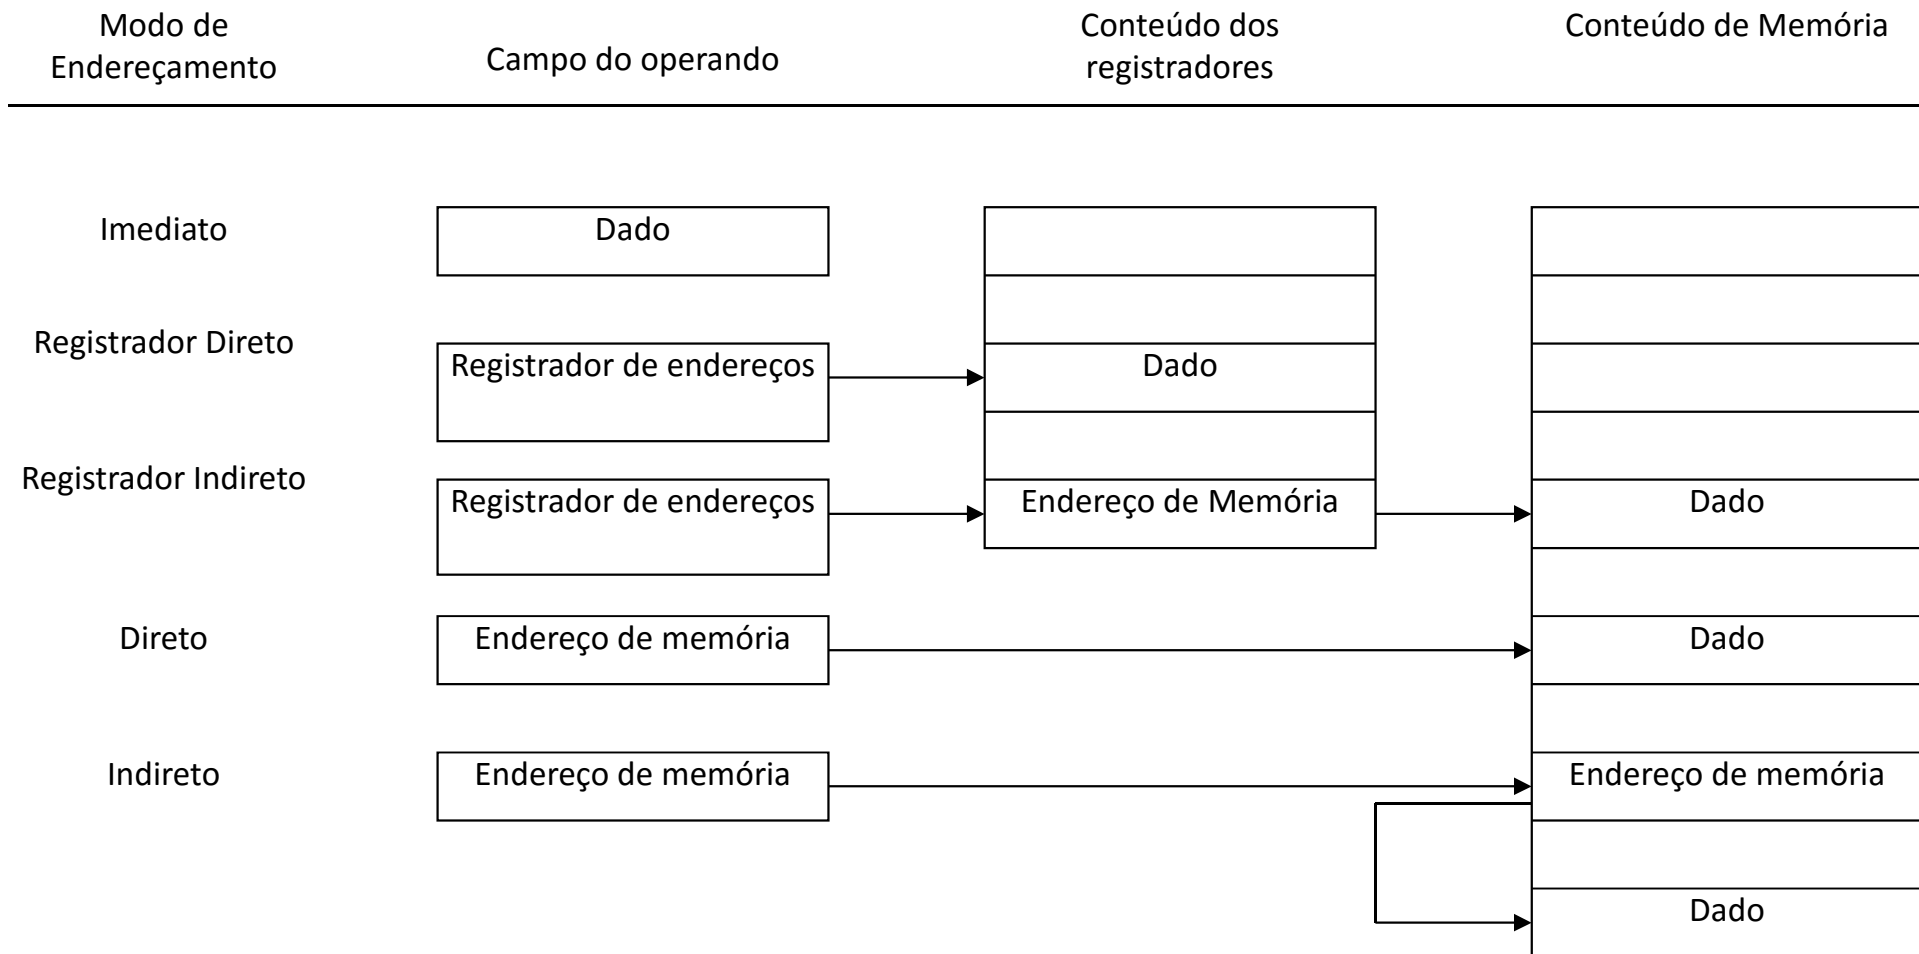 Modo de
Endereçamento
Campo do operando
Conteúdo dos
registradores
Conteúdo de Memória
Imediato
Dado
Registrador Direto
Registrador de endereços
Dado
Registrador Indireto
Registrador de endereços
Endereço de Memória
Dado
Direto
Endereço de memória
Dado
Indireto
Endereço de memória
Endereço de memória
Dado